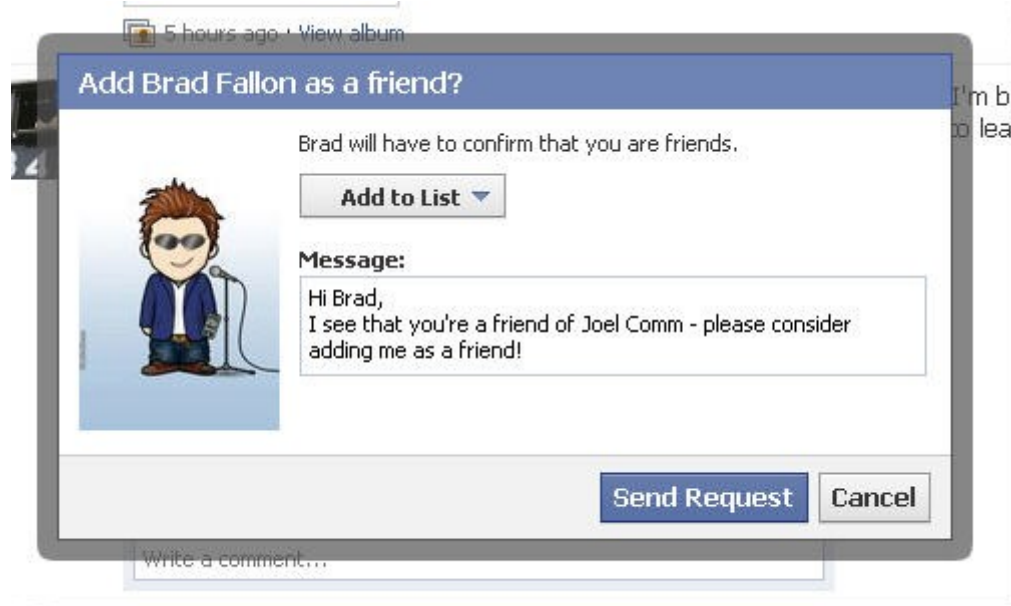 5 hours ago · View album
Add Brad Fallon as a friend?
I'm b
to lea
Brad will have to confirm that you are friends.
Add to List
Message:
Hi Brad,
I see that you're a friend of Joel Comm - please consider
adding me as a friend!
Send Request Cancel
Write a comment...